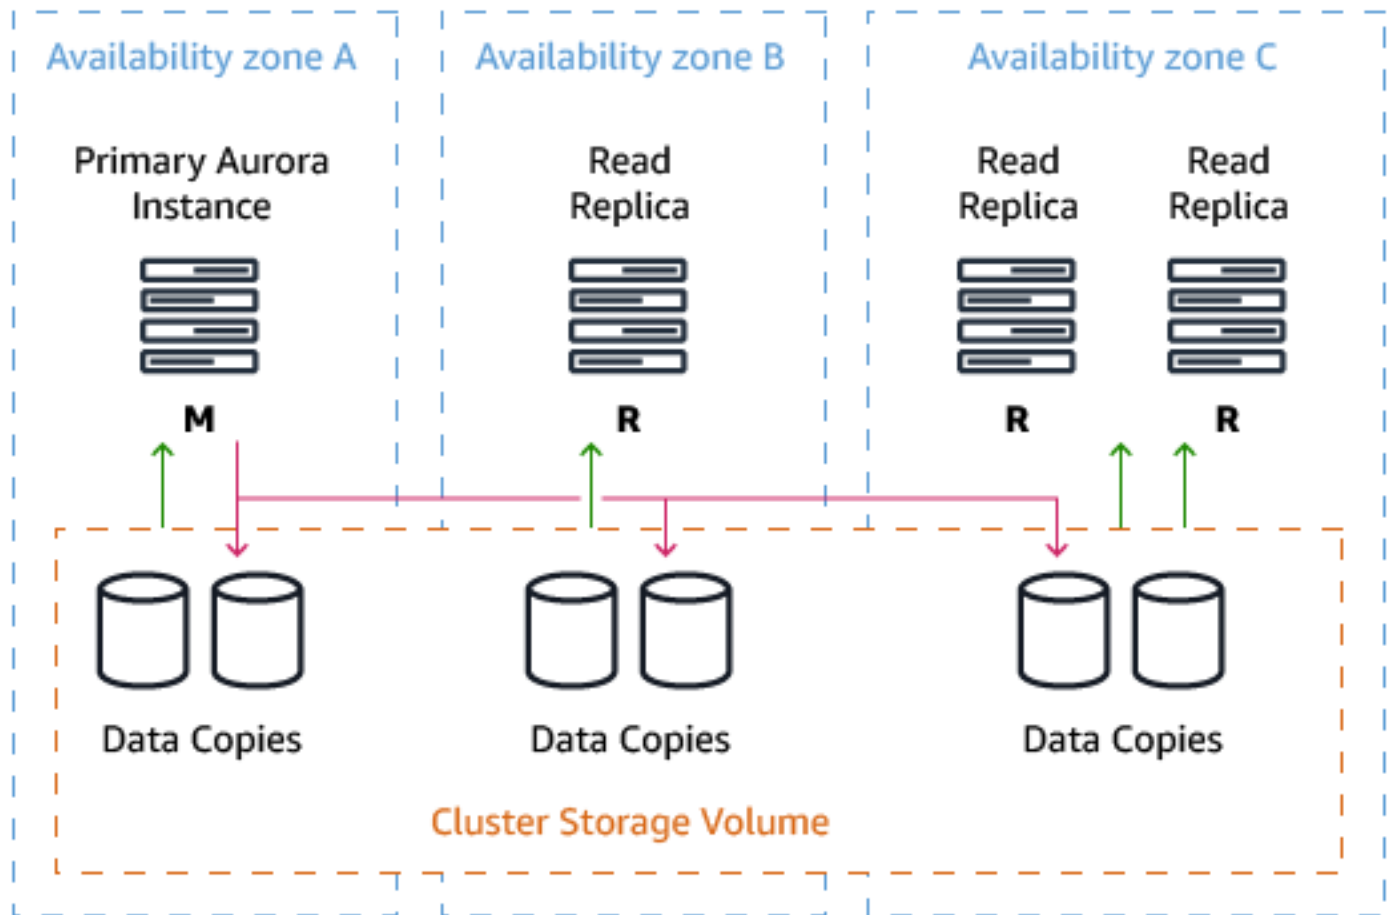 Availability zone A
Availability zone B
Availability zone C
Primary Aurora
Instance
Read
Replica
Read
Replica
Read
Replica
M
R
R
R
Data Copies
Data Copies
Data Copies
Cluster Storage Volume